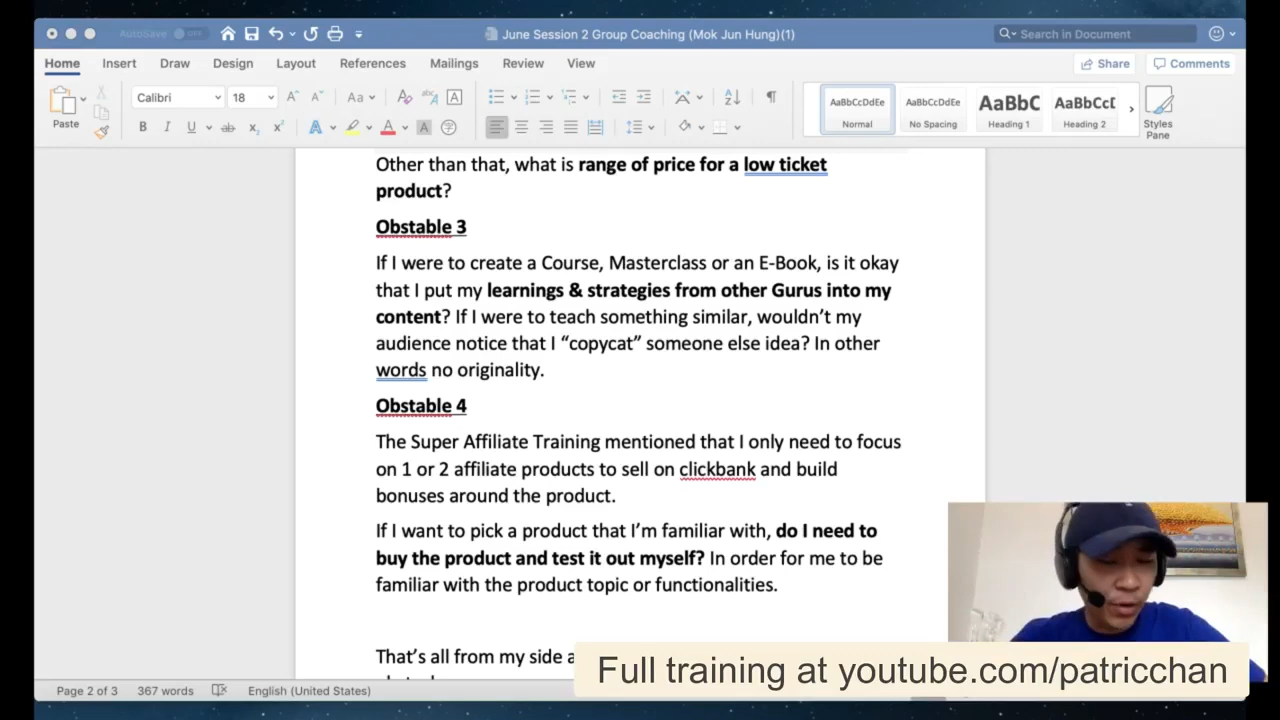 AutoSave OFF
June Session 2 Group Coaching (Mok Jun Hung)(1)
Search in Document
Home Insert Draw Design Layout References Mailings Review View
Share Comments
Paste
Calibri 18
Aa
A
B I U ab x₂ x²
A A A
AaBbCcDdEe AaBbCcDdEe AaBbC AaBbCcD
Normal No Spacing Heading 1 Heading 2
Styles
Pane
Other than that, what is range of price for a low ticket
product?
Obstable 3
If I were to create a Course, Masterclass or an E-Book, is it okay
that I put my learnings & strategies from other Gurus into my
content? If I were to teach something similar, wouldn't my
audience notice that I “copycat” someone else idea? In other
words no originality.
Obstable 4
The Super Affiliate Training mentioned that I only need to focus
on 1 or 2 affiliate products to sell on clickbank and build
bonuses around the product.
If I want to pick a product that I'm familiar with, do I need to
buy the product and test it out myself? In order for me to be
familiar with the product topic or functionalities.
That's all from my side
Full training at youtube.com/patricchan
Page 2 of 3 367 words English (United States)